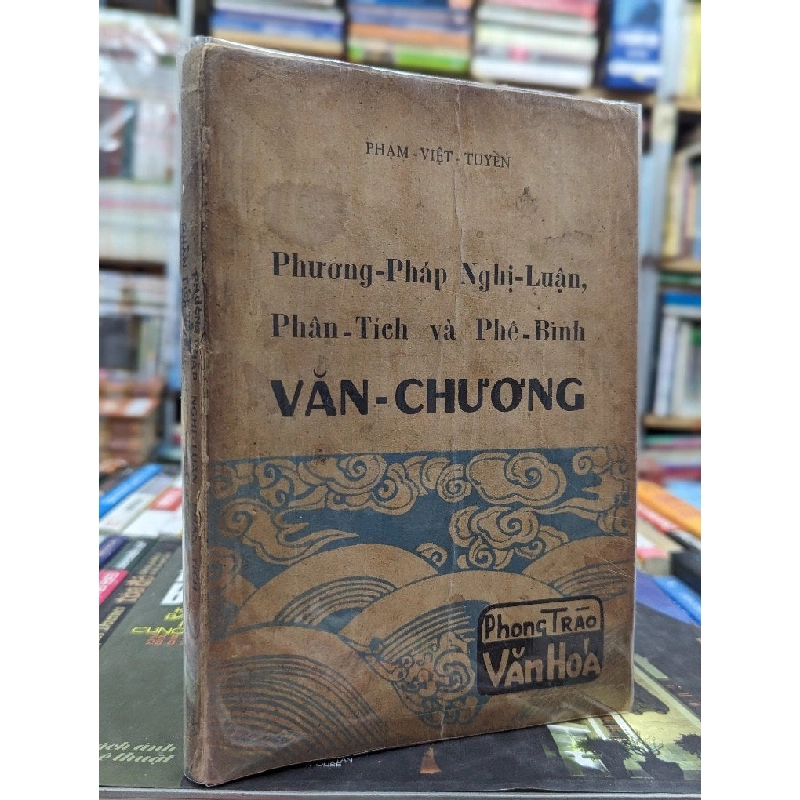 PHẠM-VIỆT-TUYỀN
Phương-Pháp Nghị-Luận,
Phân-Tích và Phê-Bình
VĂN-CHƯƠNG
Phong TRÀO
VĂN HOÁ